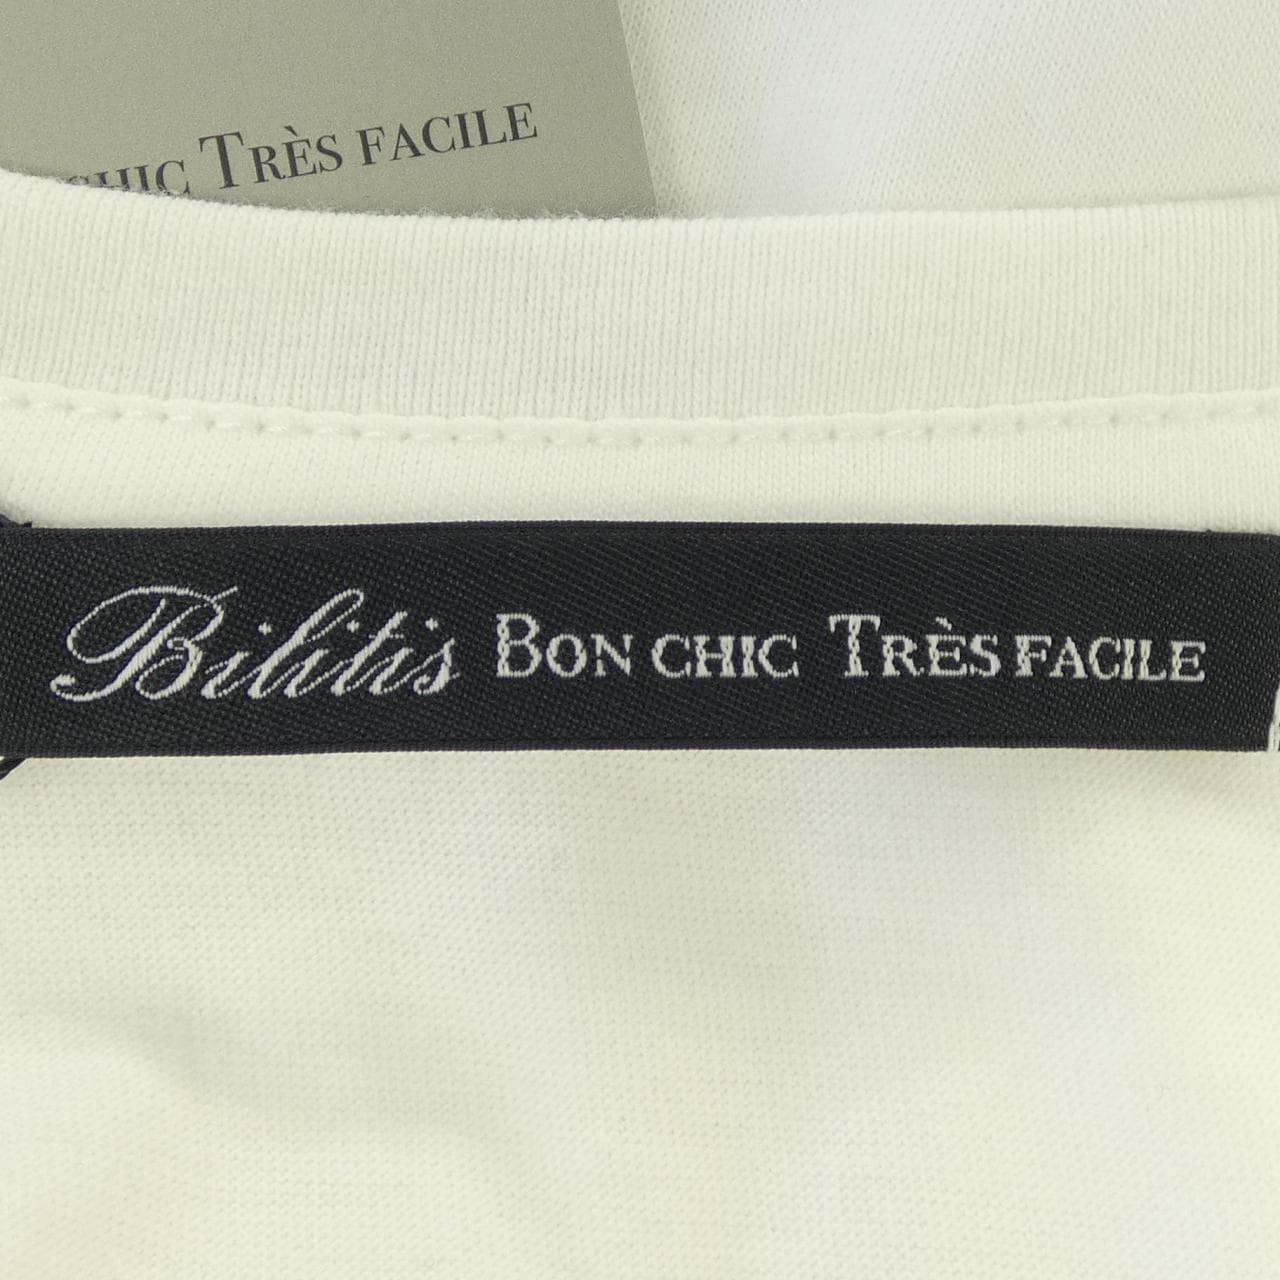 CHIC TRÈS FACILE
Bilitis BON CHIC TRÈS FACILE